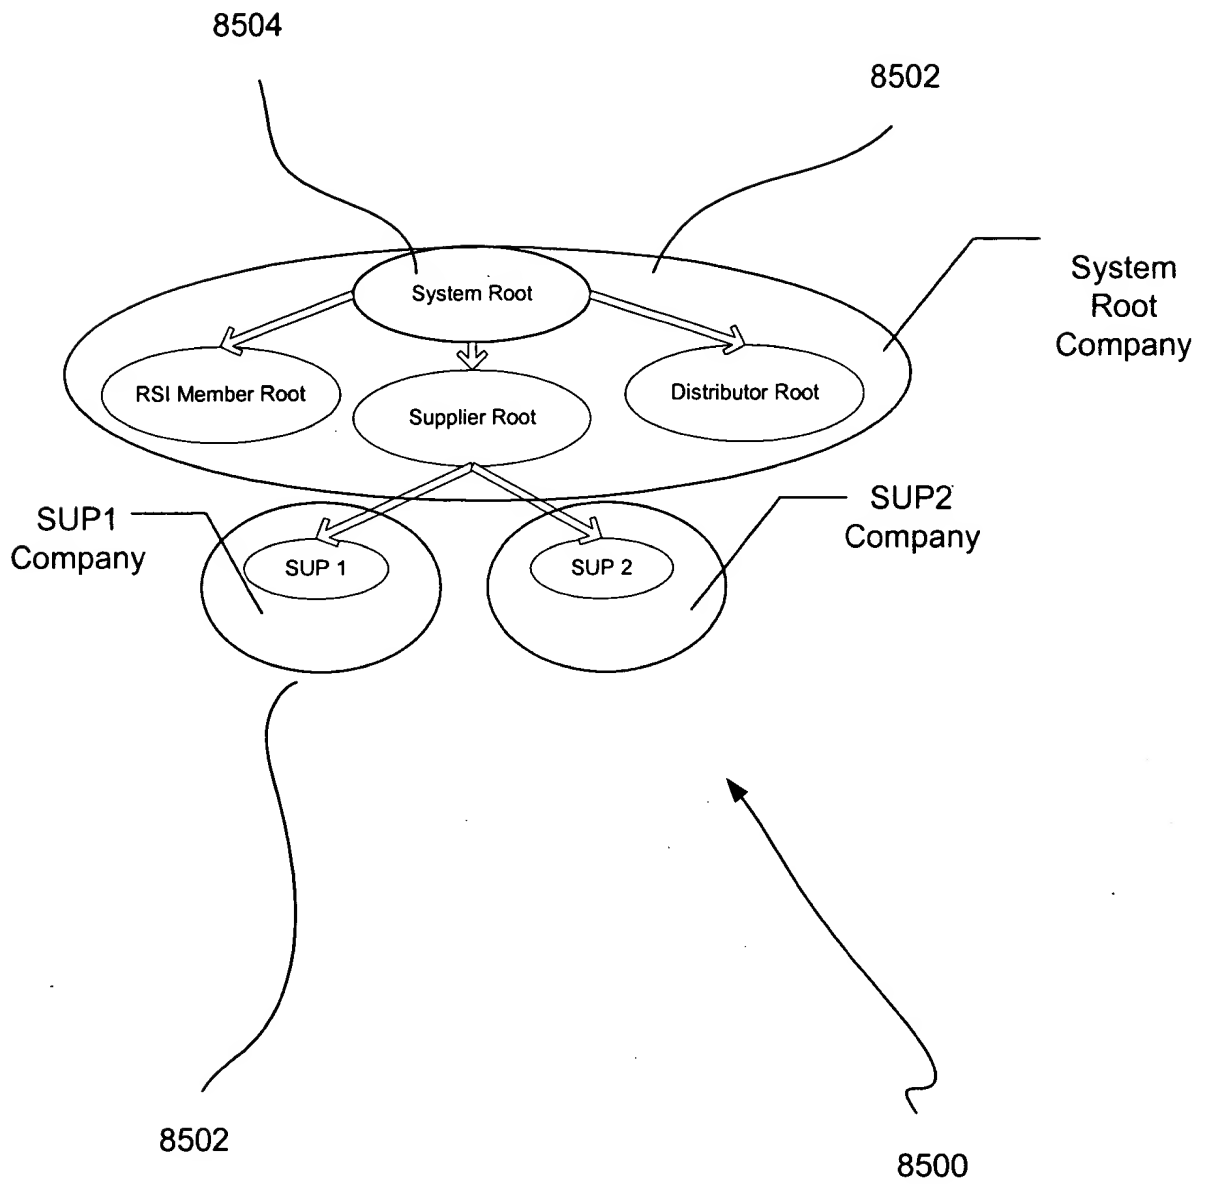 8504
8502
System
Root
Company
System Root
RSI Member Root
Supplier Root
Distributor Root
SUP1
Company
SUP2
Company
SUP 1
SUP 2
8502
8500